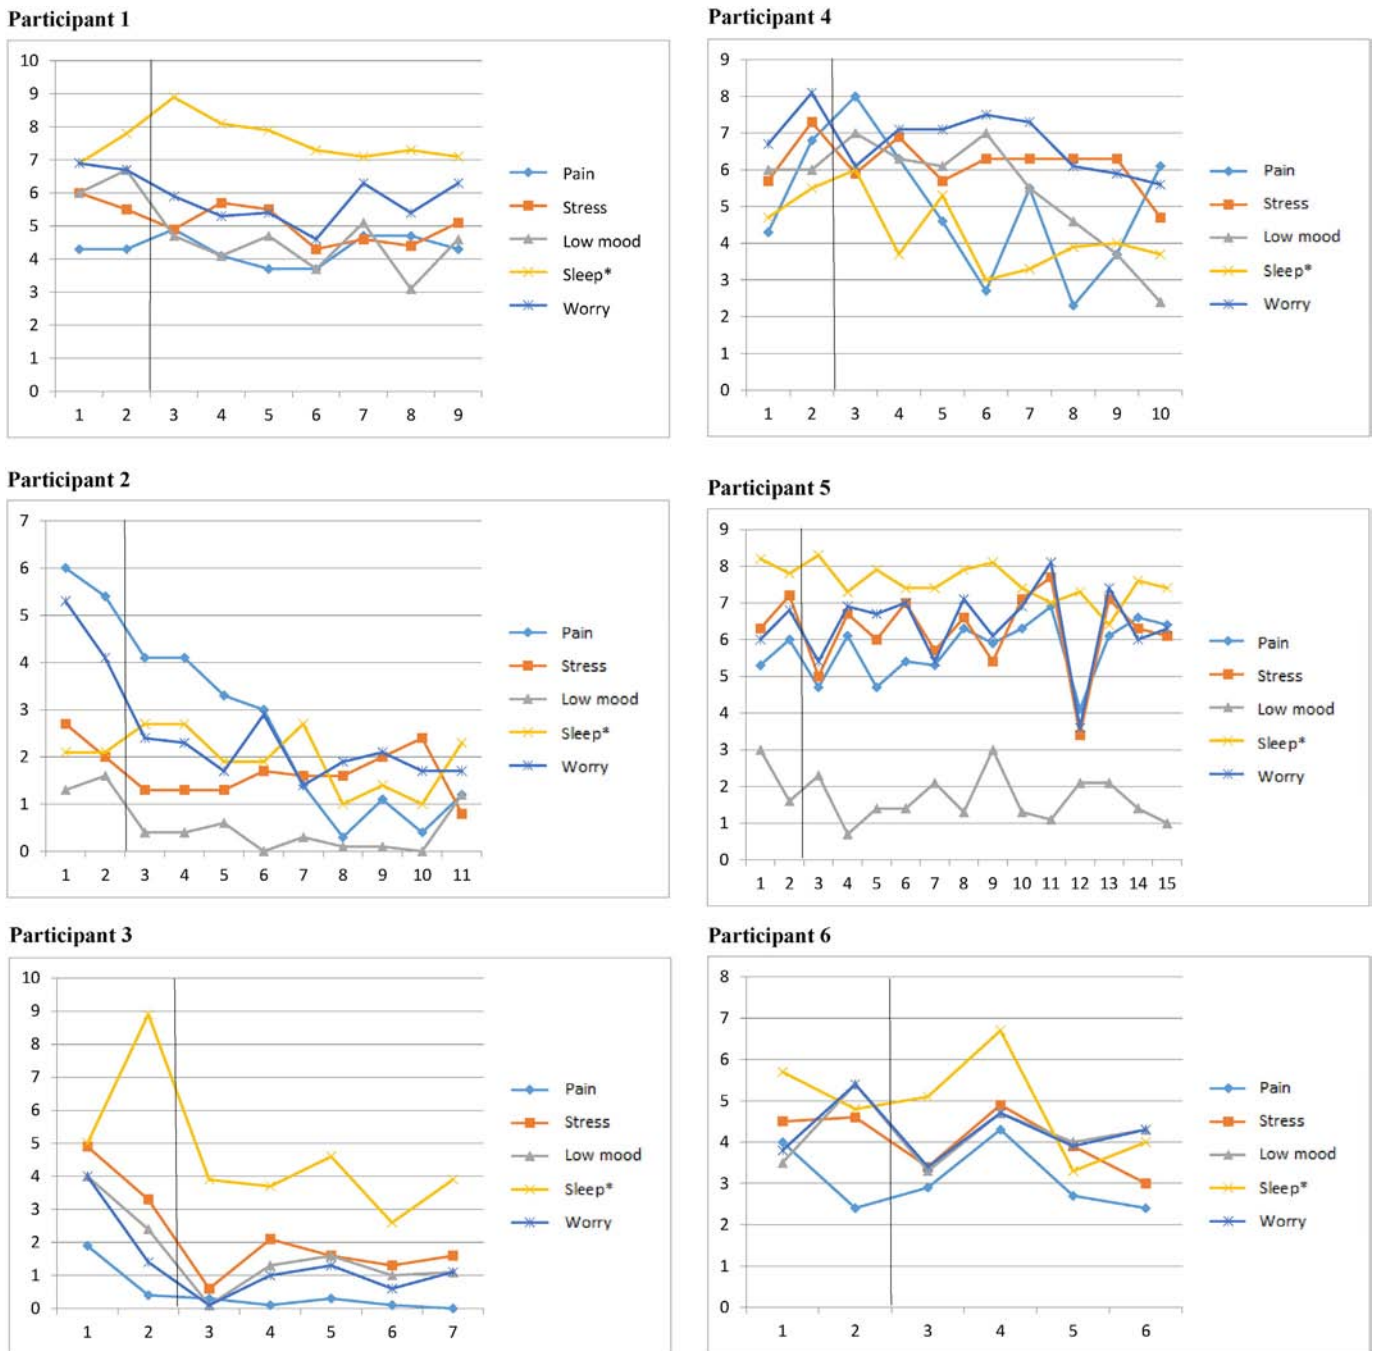 Participant 1
10
9
8
7
6
5
4
3
2
1
0
1 2 3 4 5 6 7 8 9
Pain
Stress
Low mood
Sleep*
Worry
Participant 4
9
8
7
6
5
4
3
2
1
0
1 2 3 4 5 6 7 8 9 10
Pain
Stress
Low mood
Sleep*
Worry
Participant 2
7
6
5
4
3
2
1
0
1 2 3 4 5 6 7 8 9 10 11
Pain
Stress
Low mood
Sleep*
Worry
Participant 5
9
8
7
6
5
4
3
2
1
0
1 2 3 4 5 6 7 8 9 10 11 12 13 14 15
Pain
Stress
Low mood
Sleep*
Worry
Participant 3
10
9
8
7
6
5
4
3
2
1
0
1 2 3 4 5 6 7
Pain
Stress
Low mood
Sleep*
Worry
Participant 6
8
7
6
5
4
3
2
1
0
1 2 3 4 5 6
Pain
Stress
Low mood
Sleep*
Worry